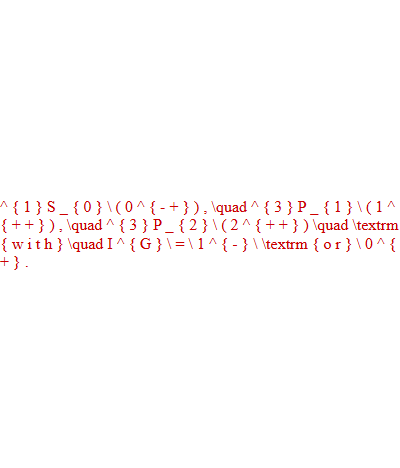 ^ { 1 } S _ { 0 } \ ( 0 ^ { - + } ) , \quad ^ { 3 } P _ { 1 } \ ( 1 ^
{ + + } ) , \quad ^ { 3 } P _ { 2 } \ ( 2 ^ { + + } ) \quad \textrm
{ w i t h } \quad I ^ { G } \ = \ 1 ^ { - } \ \textrm { o r } \ 0 ^ {
+ } .